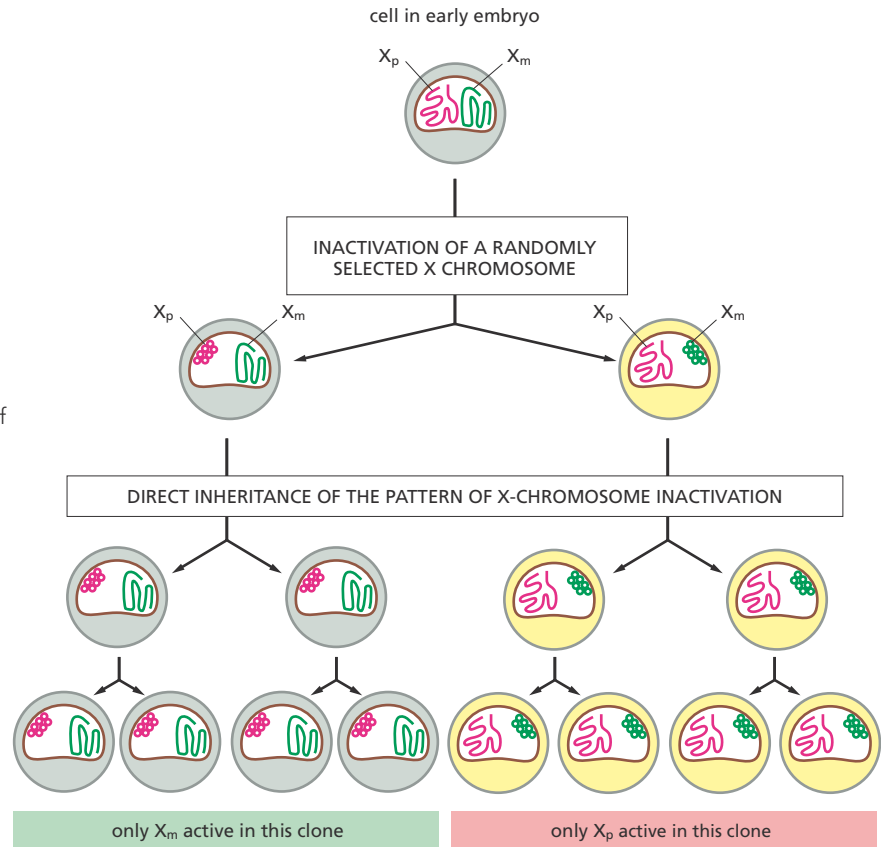 cell in early embryo
Xp
Xm
INACTIVATION OF A RANDOMLY
SELECTED X CHROMOSOME
Xp
Xm
Xp
Xm
f
DIRECT INHERITANCE OF THE PATTERN OF X-CHROMOSOME INACTIVATION
only Xm active in this clone
only Xp active in this clone